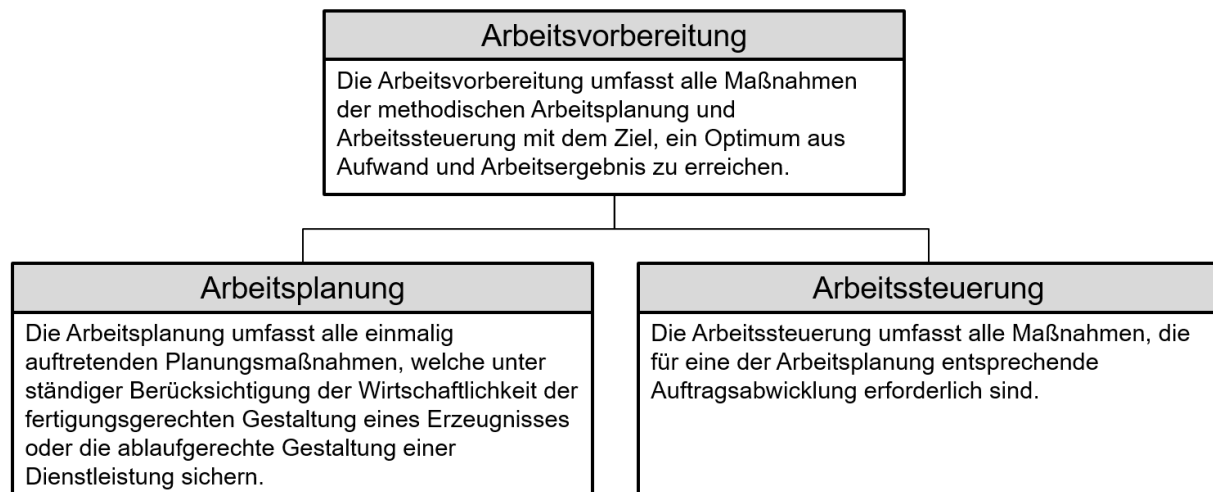 Arbeitsvorbereitung
Die Arbeitsvorbereitung umfasst alle Maßnahmen
der methodischen Arbeitsplanung und
Arbeitssteuerung mit dem Ziel, ein Optimum aus
Aufwand und Arbeitsergebnis zu erreichen.
Arbeitsplanung
Die Arbeitsplanung umfasst alle einmalig
auftretenden Planungsmaßnahmen, welche unter
ständiger Berücksichtigung der Wirtschaftlichkeit der
fertigungsgerechten Gestaltung eines Erzeugnisses
oder die ablaufgerechte Gestaltung einer
Dienstleistung sichern.
Arbeitssteuerung
Die Arbeitssteuerung umfasst alle Maßnahmen, die
für eine der Arbeitsplanung entsprechende
Auftragsabwicklung erforderlich sind.